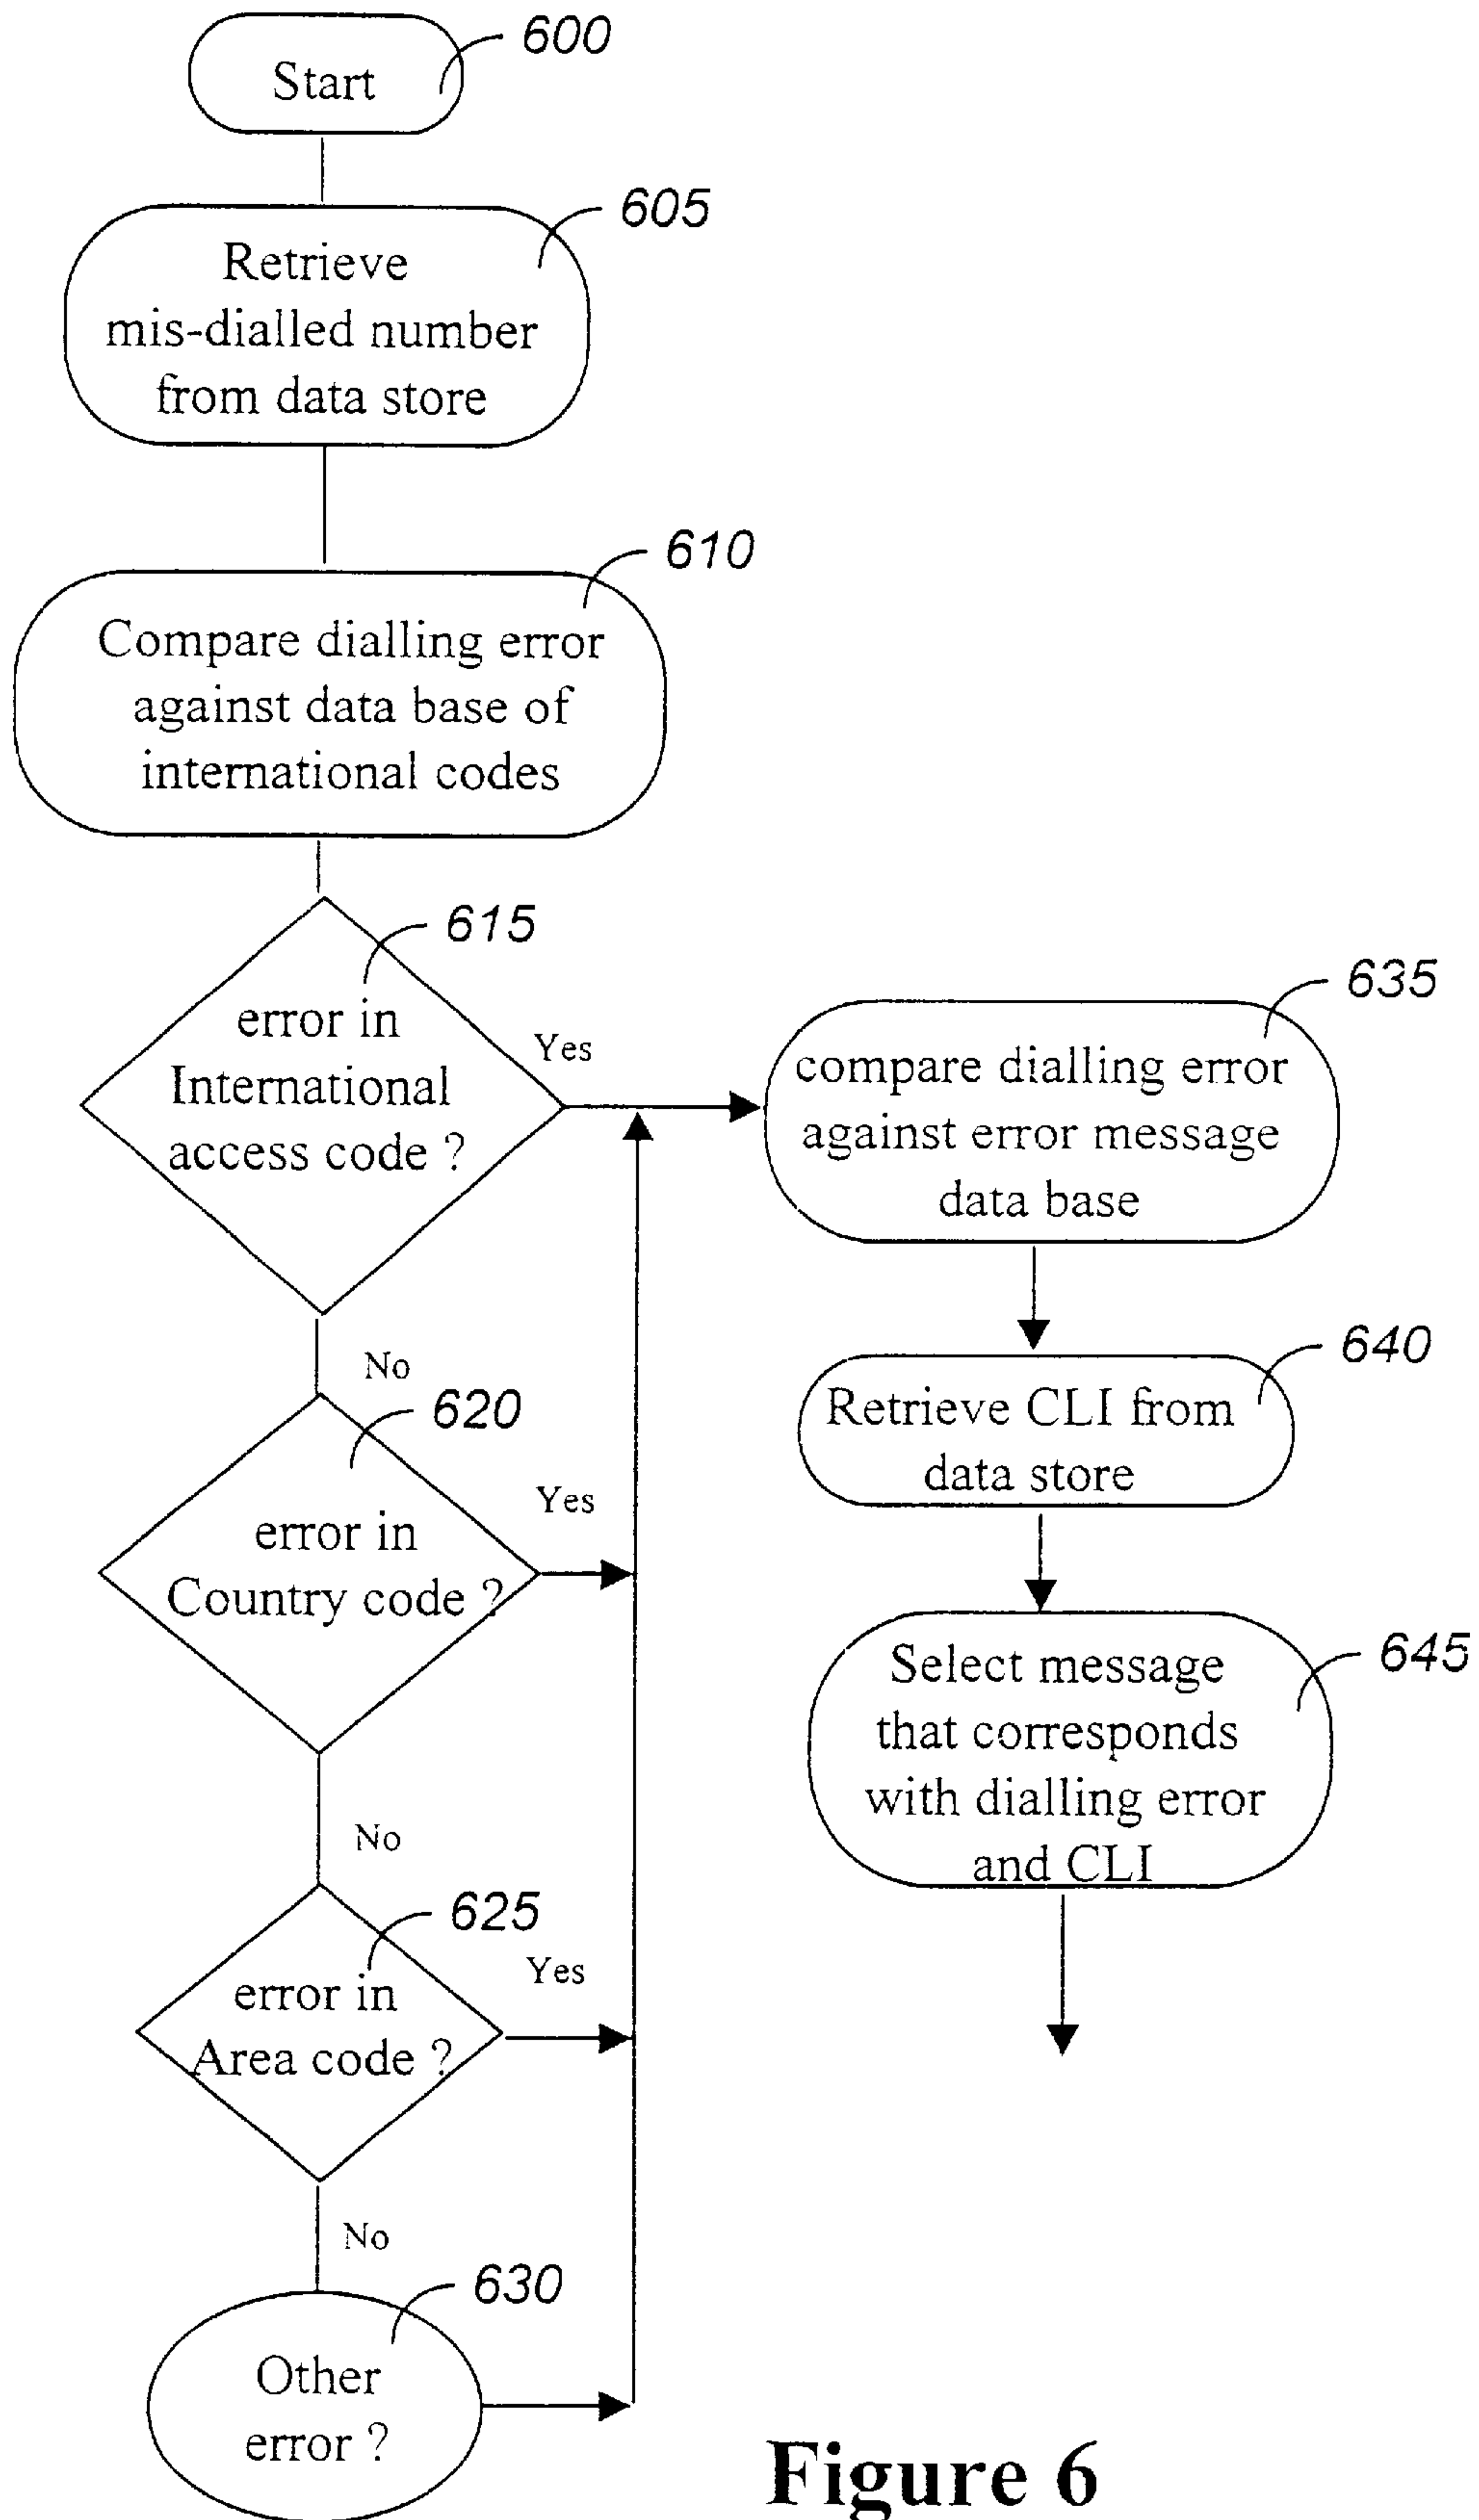 600
Start
605
Retrieve
mis-dialled number
from data store
610
Compare dialling error
against data base of
international codes
615
error in
International
access code ?
Yes
No
620
error in
Country code ?
Yes
No
625
error in
Area code ?
Yes
No
630
Other
error ?
635
compare dialling error
against error message
data base
640
Retrieve CLI from
data store
645
Select message
that corresponds
with dialling error
and CLI
Figure 6